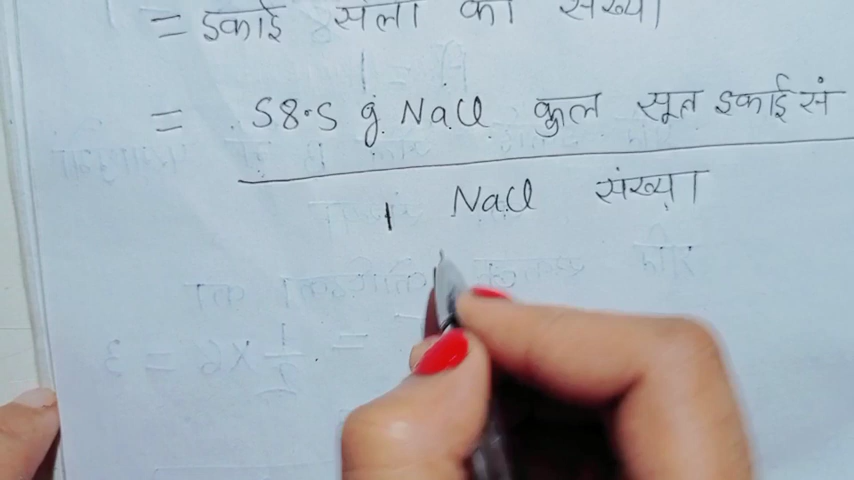 = इकाई सेलों की संख्या
= 58.5 g NaCl कुल सूत्र इकाई सं
1 NaCl संख्या